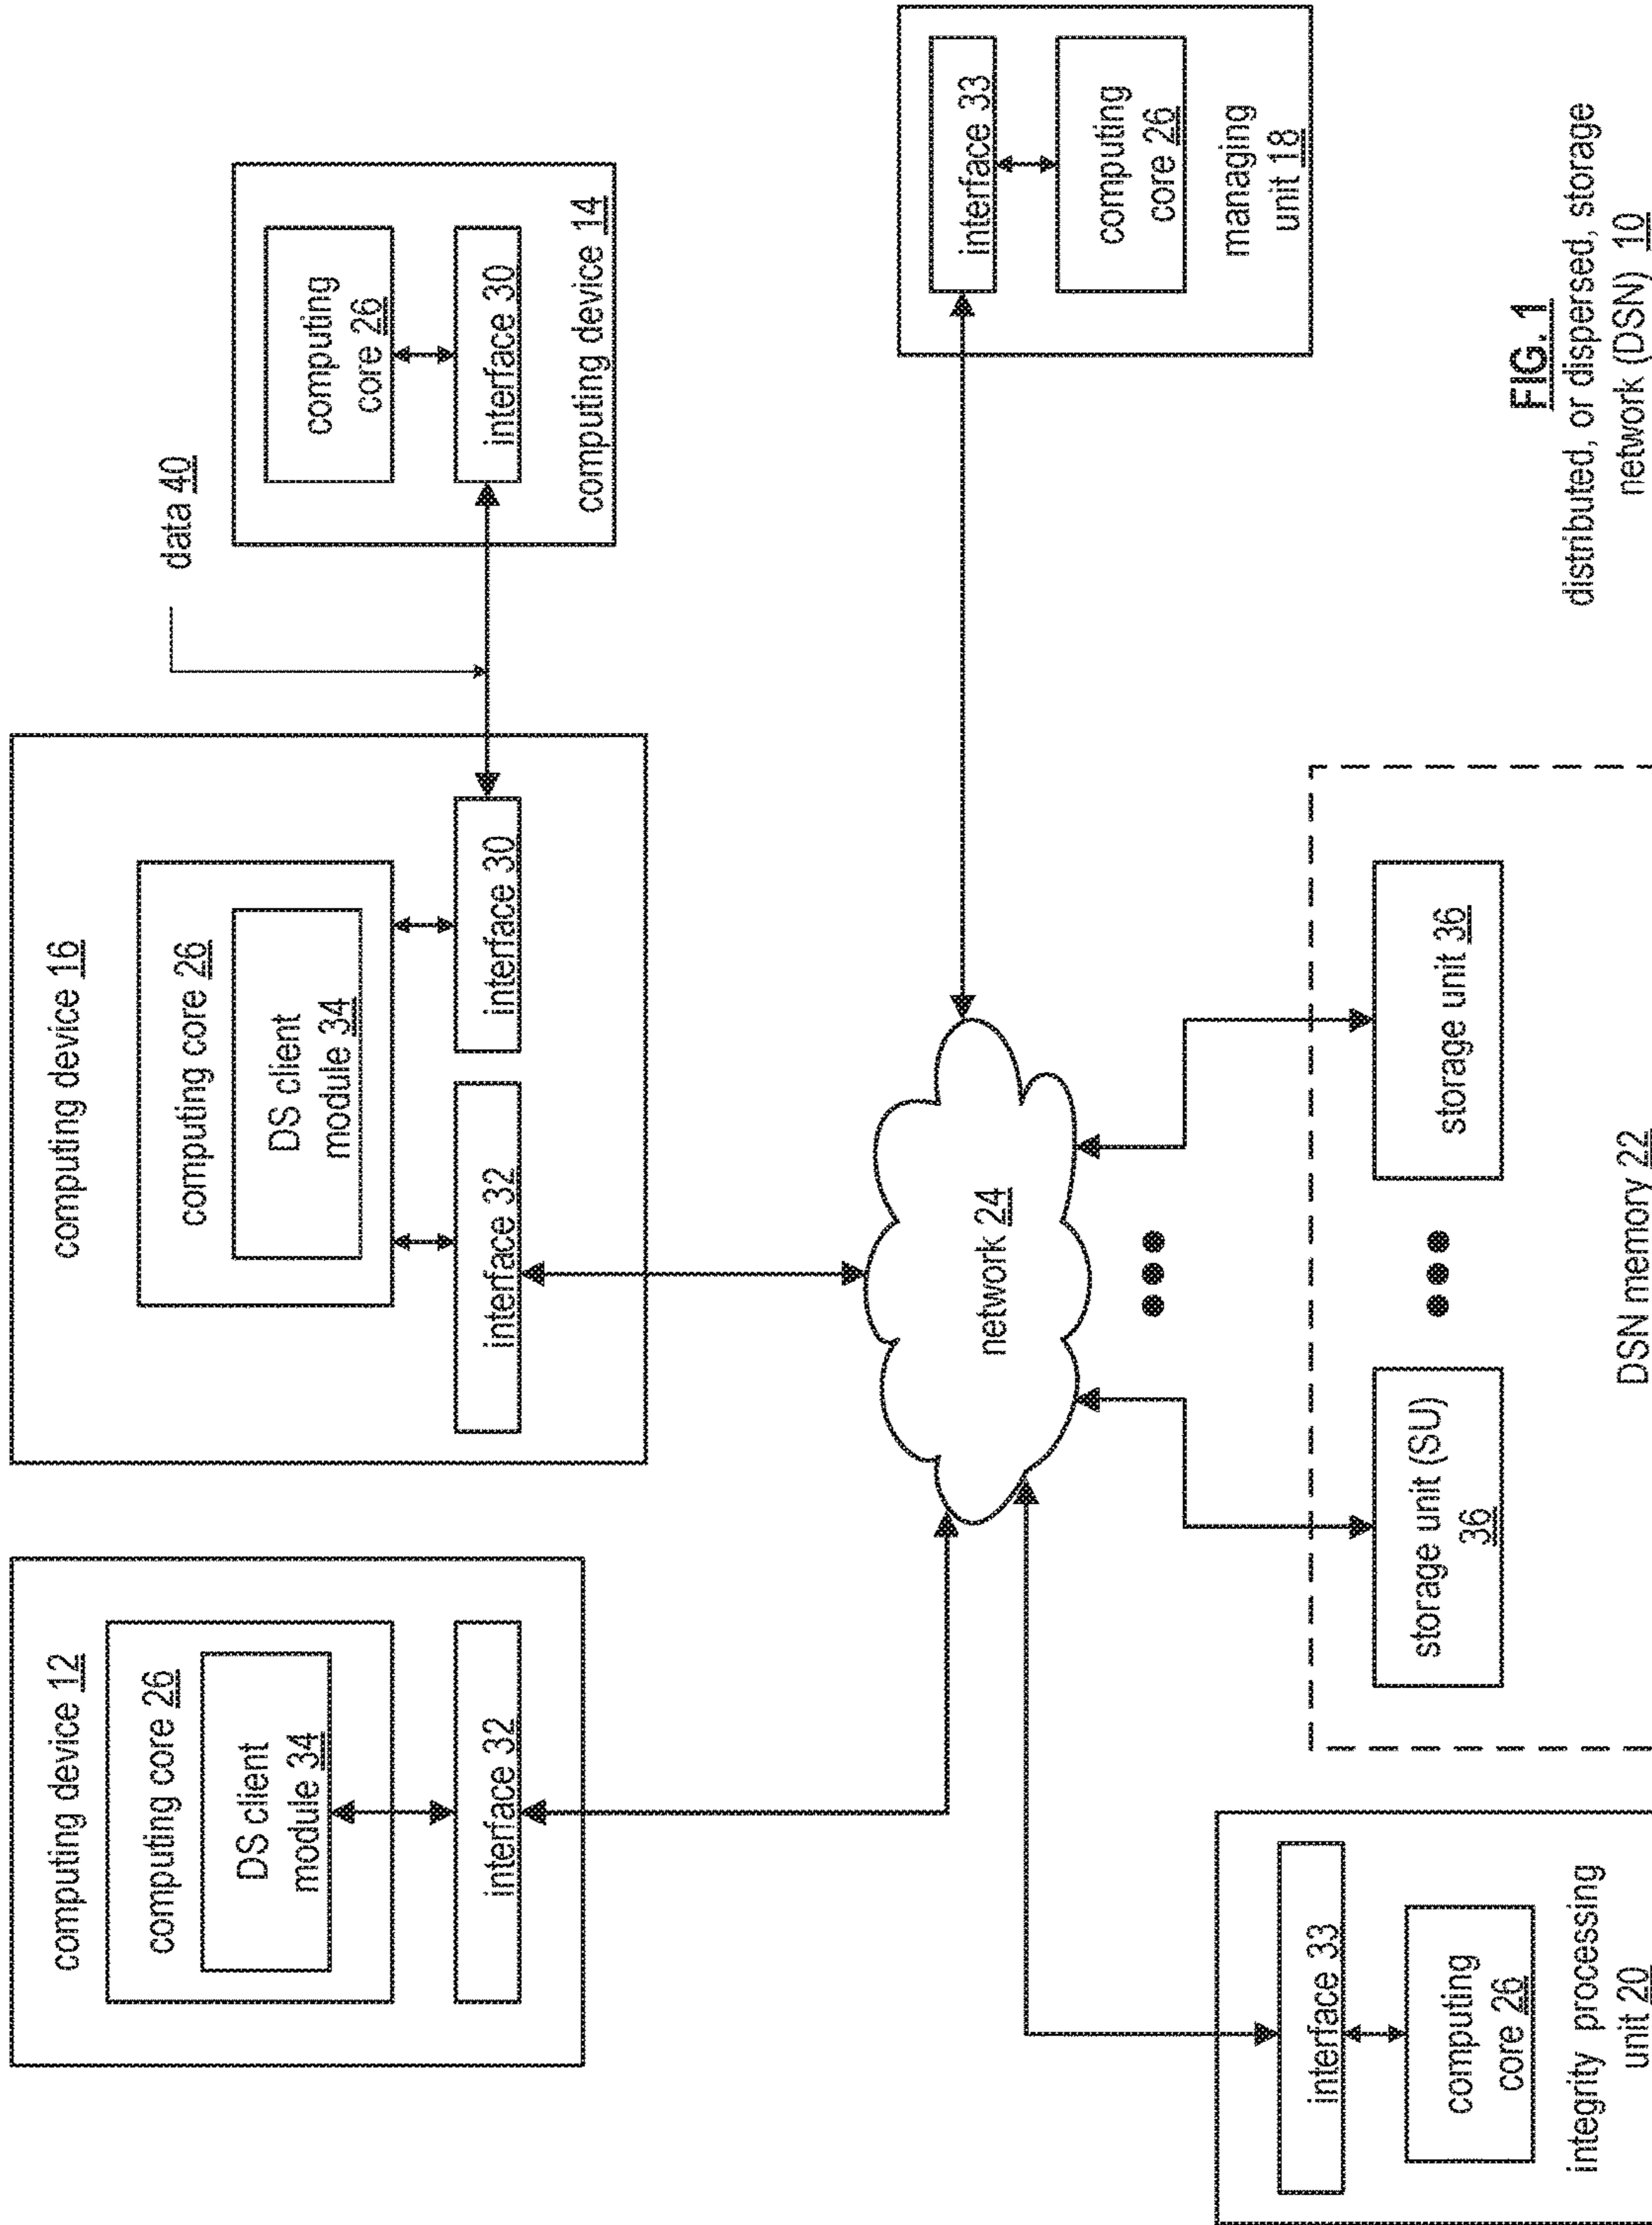 computing device 12
computing core 26
DS client
module 34
interface 32
computing device 16
computing core 26
DS client
module 34
interface 32
interface 30
data 40
computing
core 26
interface 30
computing device 14
network 24
interface 33
computing
core 26
managing
unit 18
interface 33
computing
core 26
integrity processing
unit 20
storage unit (SU)
36
storage unit 36
DSN memory 22
FIG. 1
distributed, or dispersed, storage
network (DSN) 10